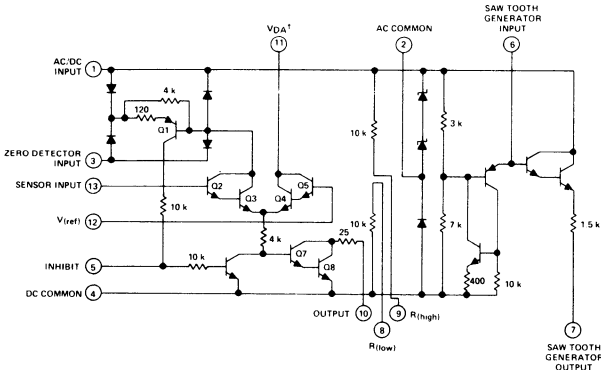 SAW TOOTH
GENERATOR
INPUT
VDA†
AC COMMON
11
2
6
AC/DC
INPUT
1
4 k
120
Q1
3 k
10 k
ZERO DETECTOR
INPUT
3
SENSOR INPUT
13
Q2
Q3
Q4
Q5
V(ref)
12
10 k
4 k
25
10 k
7 k
1.5 k
INHIBIT
5
10 k
Q7
Q8
400
10 k
DC COMMON
4
OUTPUT
10
8
9
R(high)
R(low)
7
SAW TOOTH
GENERATOR
OUTPUT